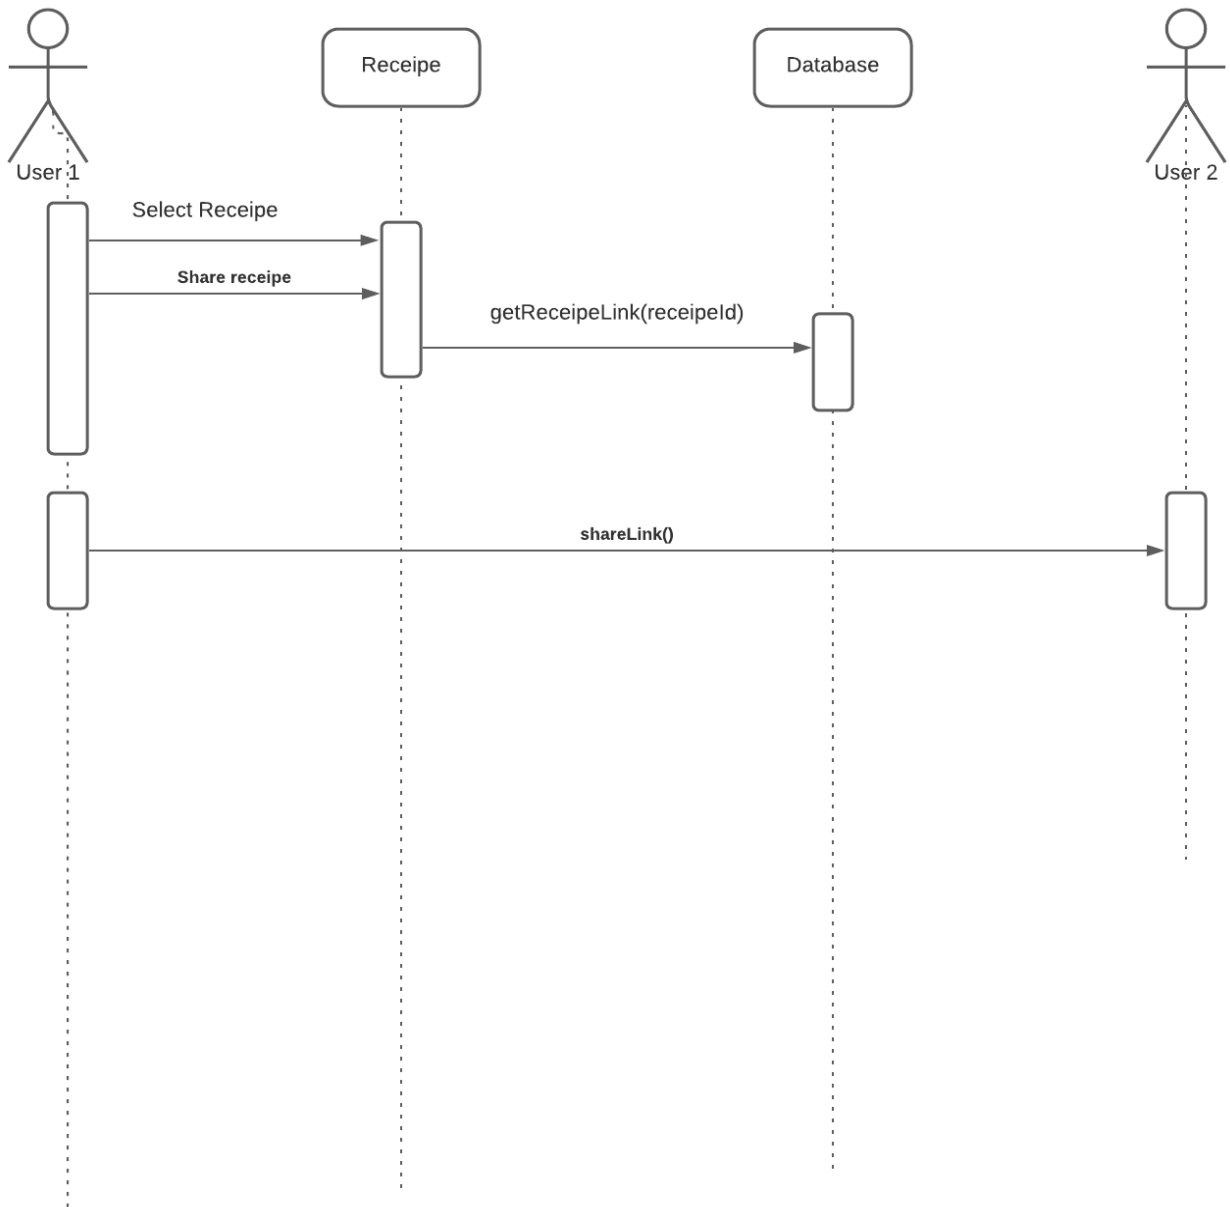 Receipe
Database
User 1
User 2
Select Receipe
Share receipe
getReceipeLink(receipeId)
shareLink()